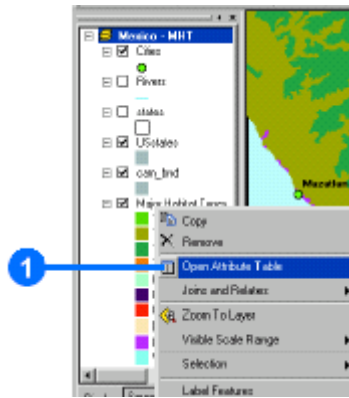 Mexico - MHT
Cities
Rivers
states
USstates
cam_bnd
Major Habitat Types
Mazatlan
Copy
Remove
1
Open Attribute Table
Joins and Relates
Zoom To Layer
Visible Scale Range
Selection
Label Features